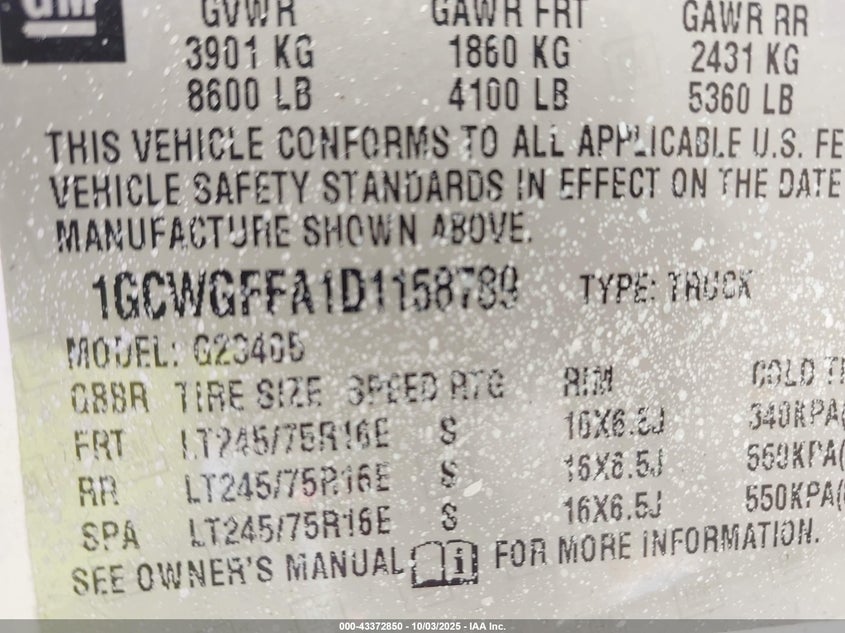 GM
GVWR GAWR FRT GAWR RR
3901 KG 1860 KG 2431 KG
8600 LB 4100 LB 5360 LB
THIS VEHICLE CONFORMS TO ALL APPLICABLE U.S. FE
VEHICLE SAFETY STANDARDS IN EFFECT ON THE DATE
MANUFACTURE SHOWN ABOVE.
1GCWGFFA1D1158789 TYPE: TRUCK
MODEL: G23405
TIRE SIZE SPEED RTG RIM COLD T
FRT LT245/75R16E S 16X6.5J 340KPA(
RR LT245/75R16E S 16X6.5J 550KPA(
SPA LT245/75R16E S 16X6.5J 550KPA(
SEE OWNER'S MANUAL FOR MORE INFORMATION.
000-43372850 - 10/03/2025 - IAA Inc.